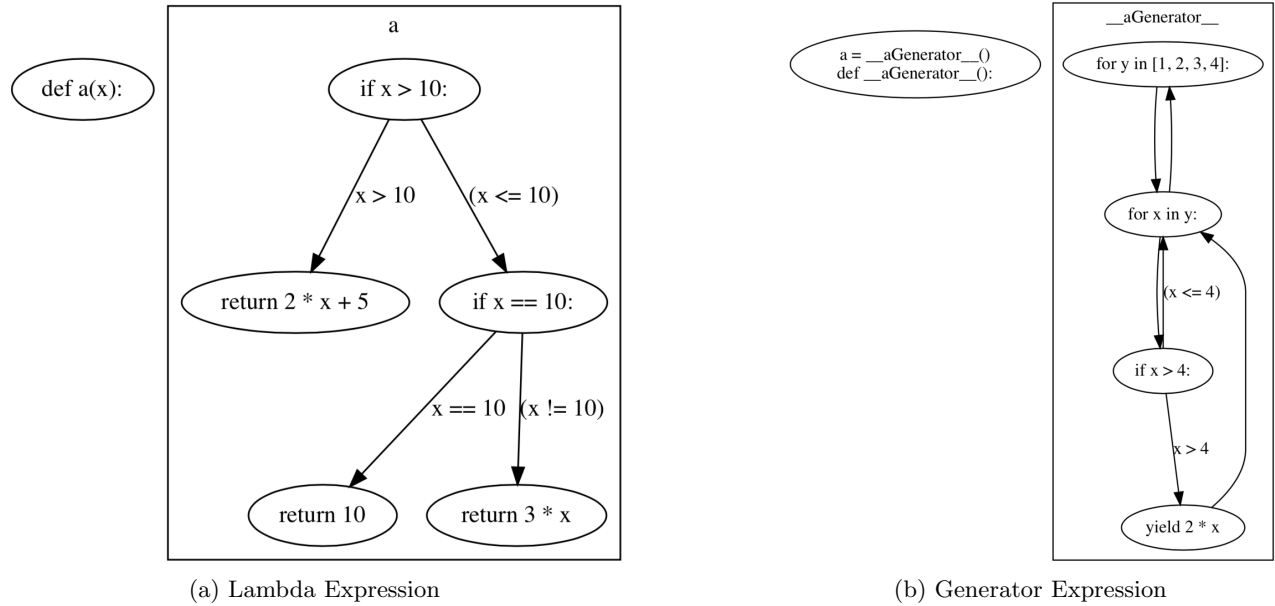 a
def a(x):
if x > 10:
x > 10
(x <= 10)
return 2 * x + 5
if x == 10:
x == 10
(x != 10)
return 10
return 3 * x
(a) Lambda Expression
__aGenerator__
a = __aGenerator__()
def __aGenerator__():
for y in [1, 2, 3, 4]:
for x in y:
(x <= 4)
if x > 4:
x > 4
yield 2 * x
(b) Generator Expression